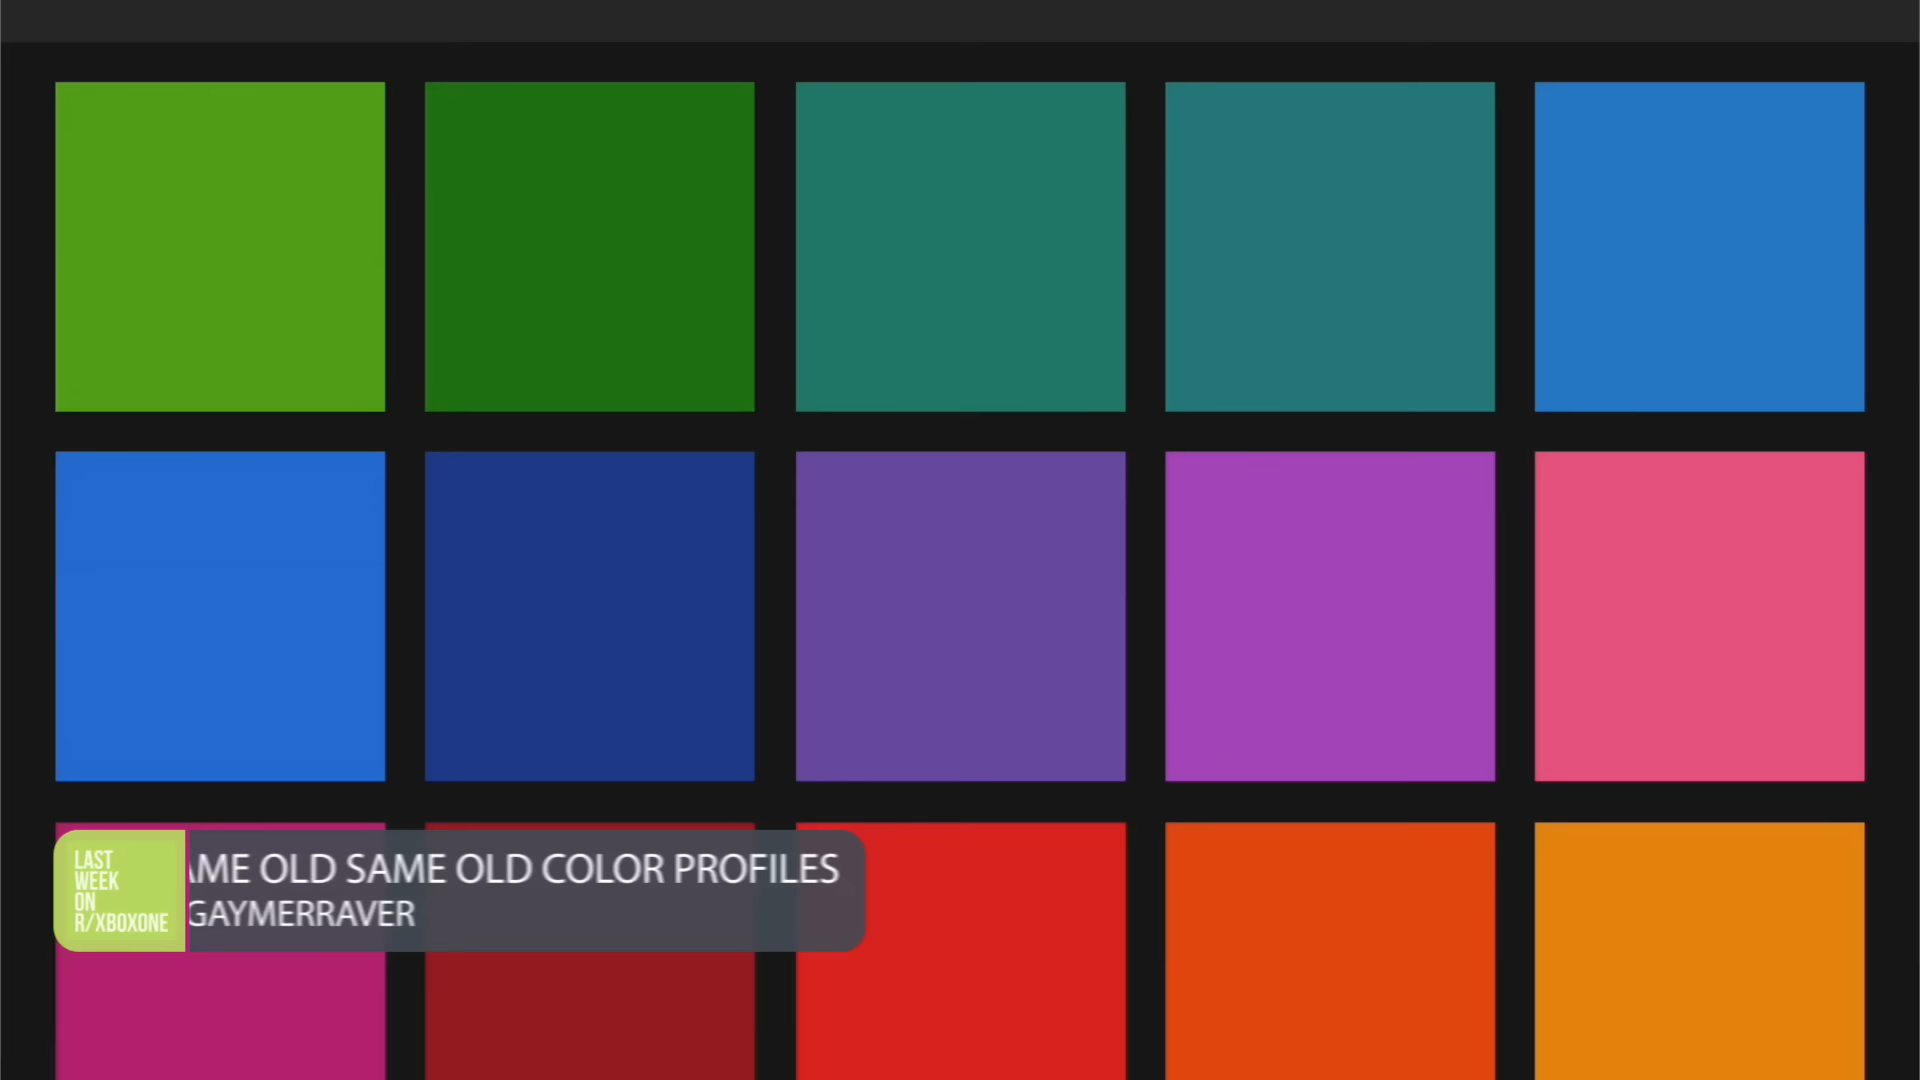 LAST
WEEK
ON
R/XBOXONE
AME OLD SAME OLD COLOR PROFILES
GAYMERRAVER